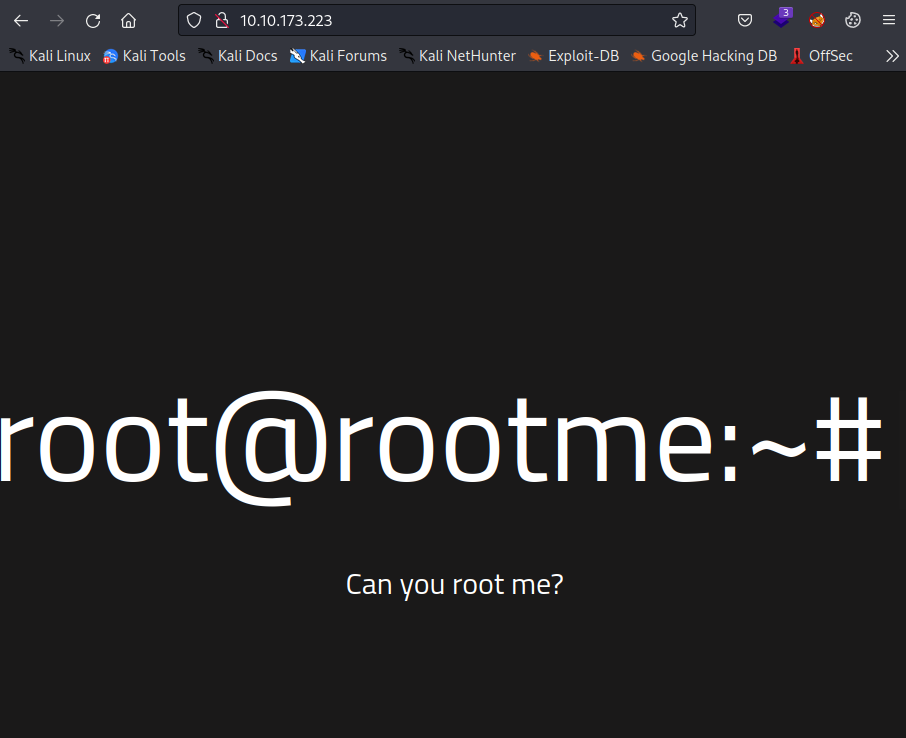 10.10.173.223
3
Kali Linux Kali Tools Kali Docs Kali Forums Kali NetHunter Exploit-DB Google Hacking DB OffSec
root@rootme:~#
Can you root me?